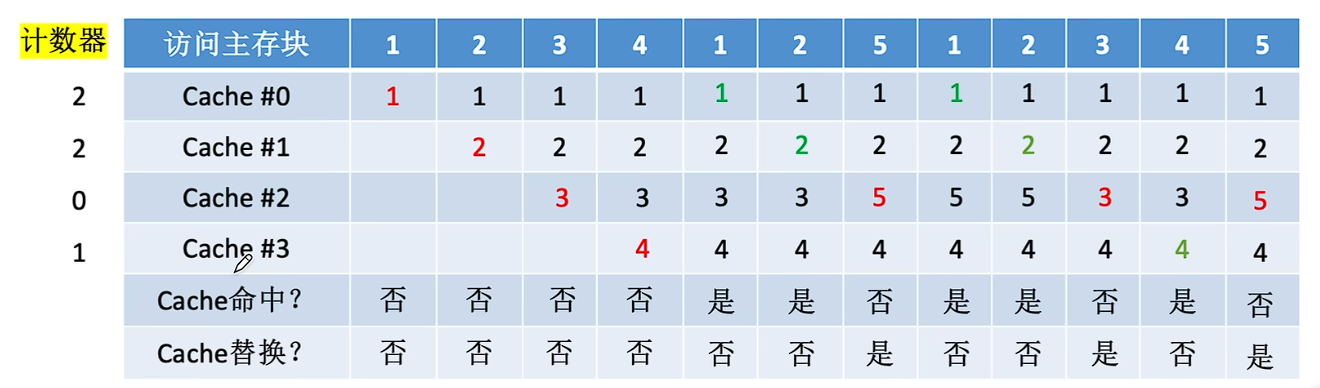 计数器 访问主存块 1 2 3 4 1 2 5 1 2 3 4 5
2 Cache #0 1 1 1 1 1 1 1 1 1 1 1 1
2 Cache #1 2 2 2 2 2 2 2 2 2 2 2
0 Cache #2 3 3 3 3 5 5 5 3 3 5
1 Cache #3 4 4 4 4 4 4 4 4 4
Cache命中? 否 否 否 否 是 是 否 是 是 否 是 否
Cache替换? 否 否 否 否 否 否 是 否 否 是 否 是